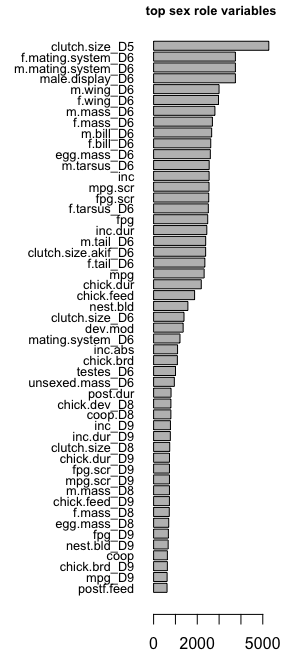 top sex role variables
clutch.size_D5
f.mating.system_D6
m.mating.system_D6
male.display_D6
m.wing_D6
f.wing_D6
m.mass_D6
f.mass_D6
m.bill_D6
f.bill_D6
egg.mass_D6
m.tarsus_D6
inc
mpg.scr
fpg.scr
f.tarsus_D6
fpg
inc.dur
m.tail_D6
clutch.size.akif_D6
f.tail_D6
mpg
chick.dur
chick.feed
nest.bld
clutch.size_D6
dev.mod
mating.system_D6
inc.abs
chick.brd
testes_D6
unsexed.mass_D6
post.dur
chick.dev_D8
coop.D8
inc_D9
inc.dur_D9
clutch.size_D8
chick.dur_D9
fpg.scr_D9
mpg.scr_D9
m.mass_D8
chick.feed_D9
f.mass_D8
egg.mass_D8
fpg_D9
nest.bld_D9
coop
chick.brd_D9
mpg_D9
postf.feed
0 2000 5000